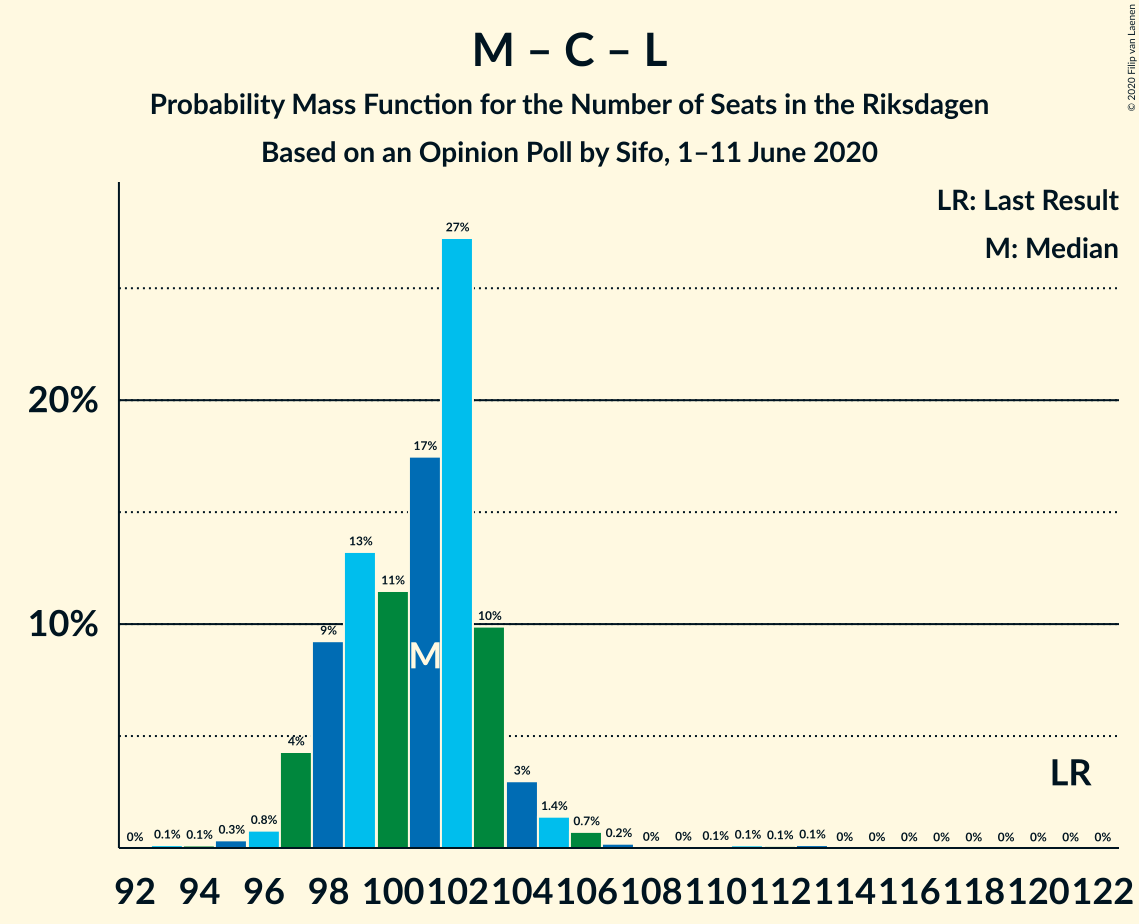 M – C – L
Probability Mass Function for the Number of Seats in the Riksdagen
Based on an Opinion Poll by Sifo, 1–11 June 2020
© 2020 Filip van Laenen
LR: Last Result
M: Median
20%
10%
0% 0.1% 0.1% 0.3% 0.8% 4% 9% 13% 11% 17% 27% 10% 3% 1.4% 0.7% 0.2% 0% 0% 0.1% 0.1% 0.1% 0.1% 0% 0% 0% 0% 0% 0% 0% 0% 0%
M
LR
92 94 96 98 100 102 104 106 108 110 112 114 116 118 120 122